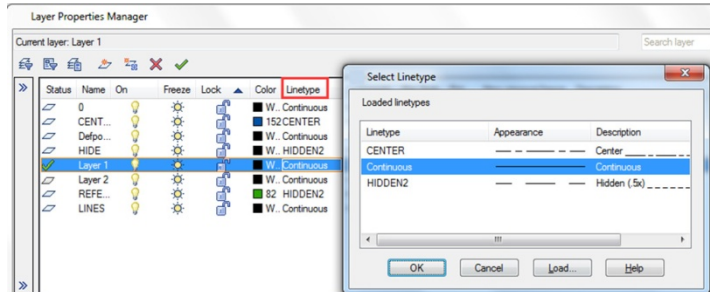 Layer Properties Manager
Current layer: Layer 1
Search layer
Status Name On Freeze Lock Color Linetype
0 W... Continuous
CENT... 152 CENTER
Defpo... W... Continuous
HIDE W... HIDDEN2
Layer 1 W... Continuous
Layer 2 W... Continuous
REFE... 82 HIDDEN2
LINES W... Continuous
Select Linetype
Loaded linetypes
Linetype Appearance Description
CENTER Center ____ _ _
Continuous Continuous
HIDDEN2 Hidden (.5x) _ _ _ _ _ _
OK Cancel Load... Help